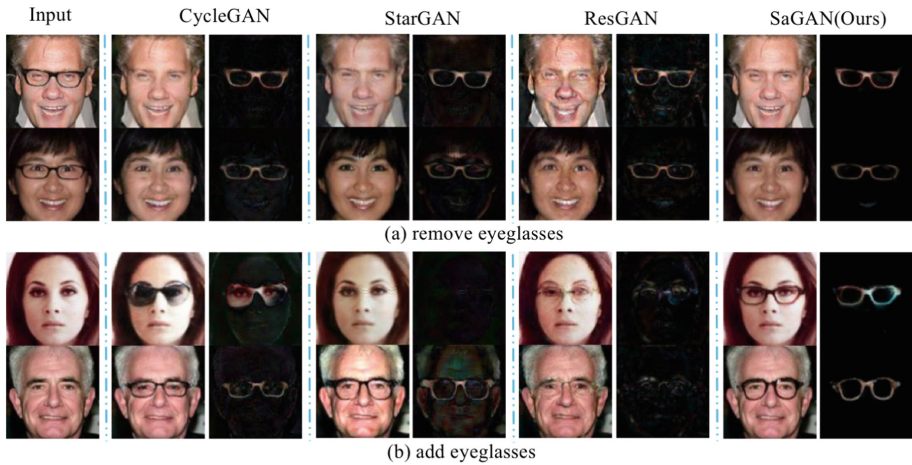 Input CycleGAN StarGAN ResGAN SaGAN(Ours)
(a) remove eyeglasses
(b) add eyeglasses